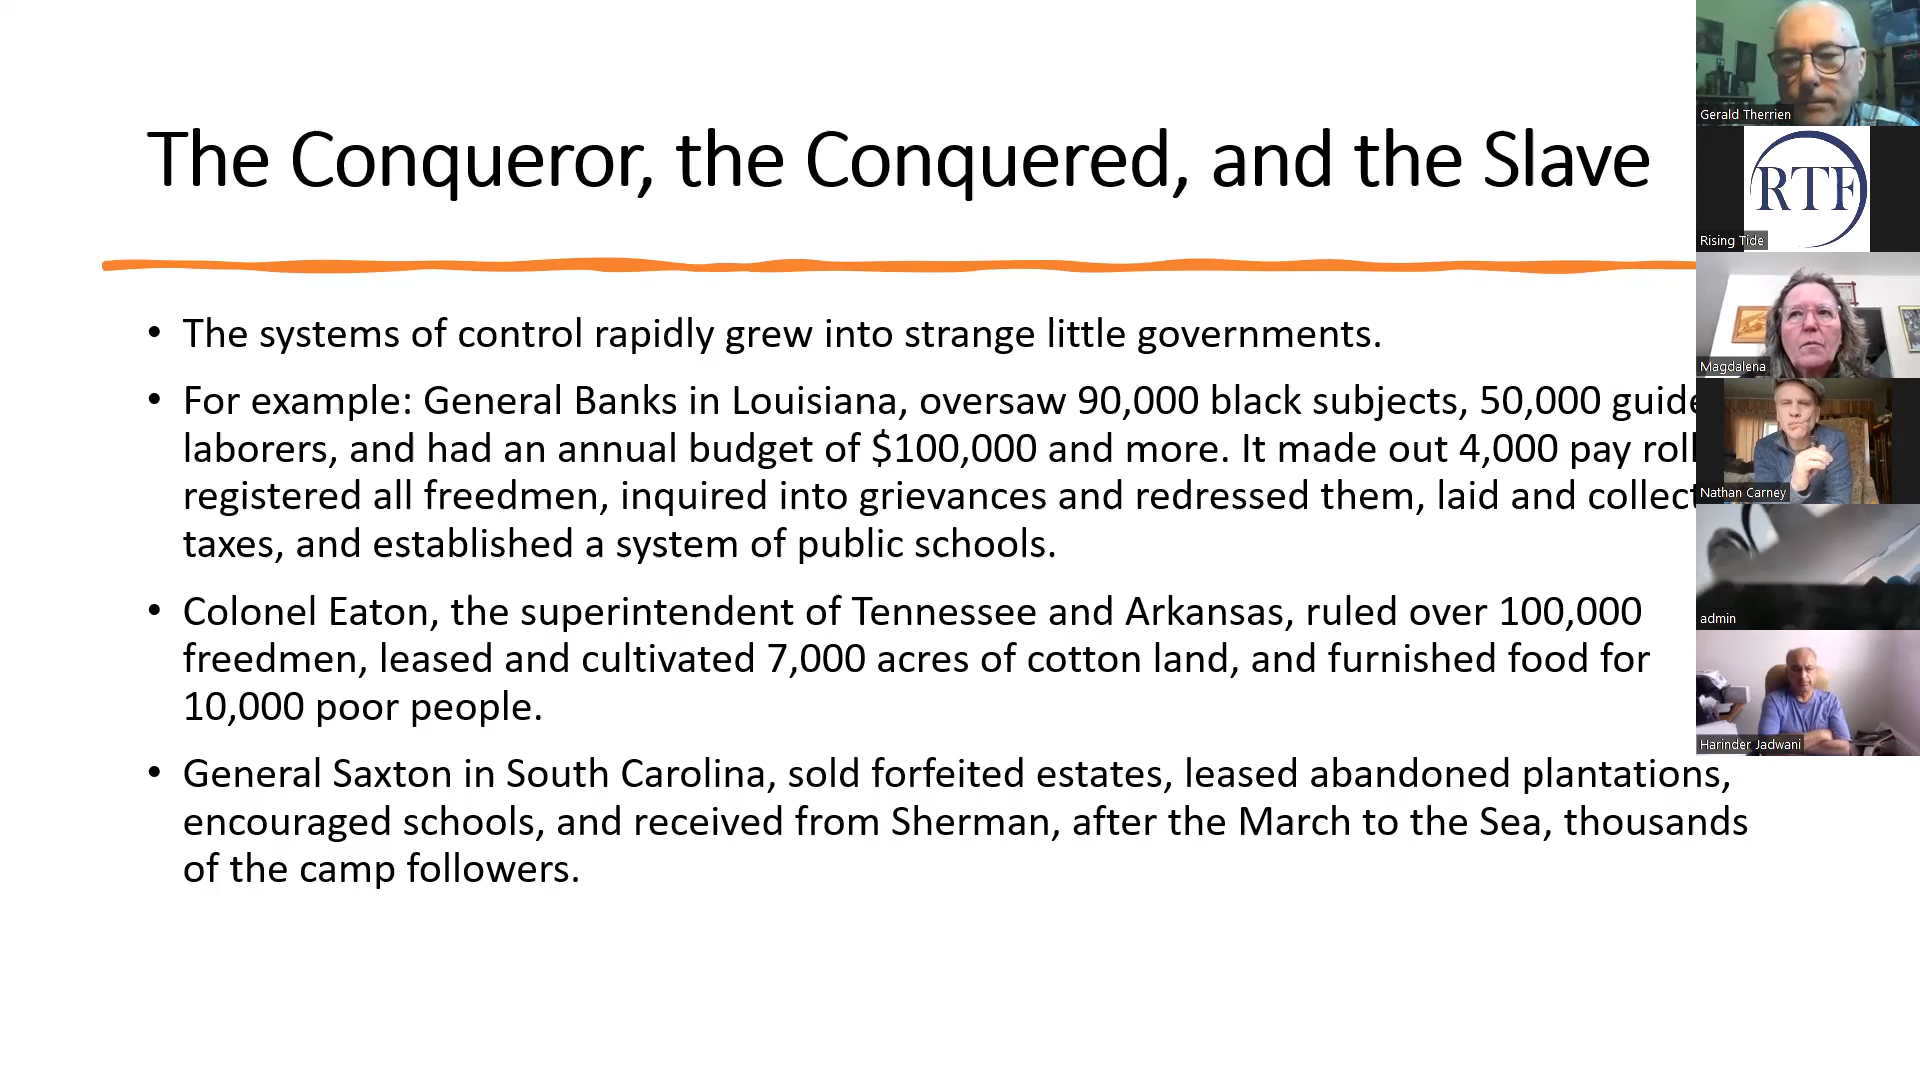 The Conqueror, the Conquered, and the Slave
• The systems of control rapidly grew into strange little governments.
• For example: General Banks in Louisiana, oversaw 90,000 black subjects, 50,000
laborers, and had an annual budget of $100,000 and more. It made out 4,000 pay
registered all freedmen, inquired into grievances and redressed them, laid and
taxes, and established a system of public schools.
• Colonel Eaton, the superintendent of Tennessee and Arkansas, ruled over 100,000
freedmen, leased and cultivated 7,000 acres of cotton land, and furnished food for
10,000 poor people.
• General Saxton in South Carolina, sold forfeited estates, leased abandoned plantations,
encouraged schools, and received from Sherman, after the March to the Sea, thousands
of the camp followers.
Gerald Therrien
RTF
Rising Tide
Magdalena
Nathan Carney
admin
Harinder Jadwani